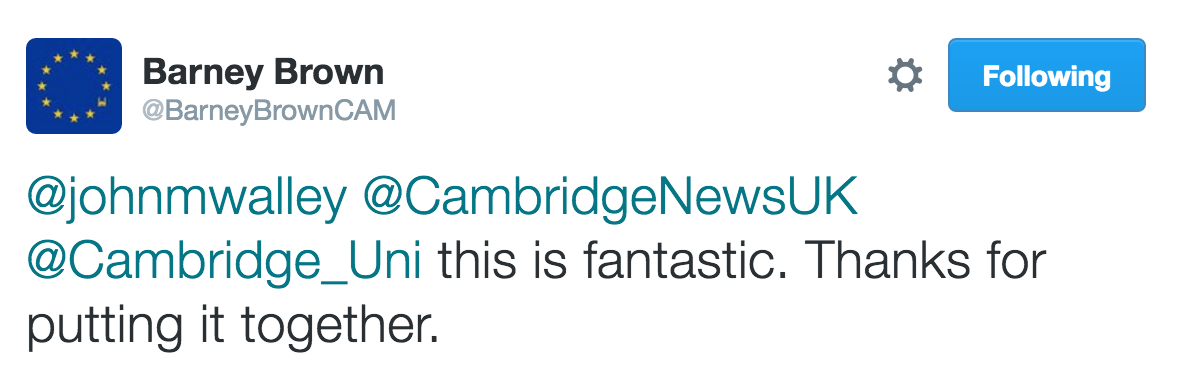 Barney Brown
@BarneyBrownCAM
Following
@johnmwalley @CambridgeNewsUK
@Cambridge_Uni this is fantastic. Thanks for
putting it together.